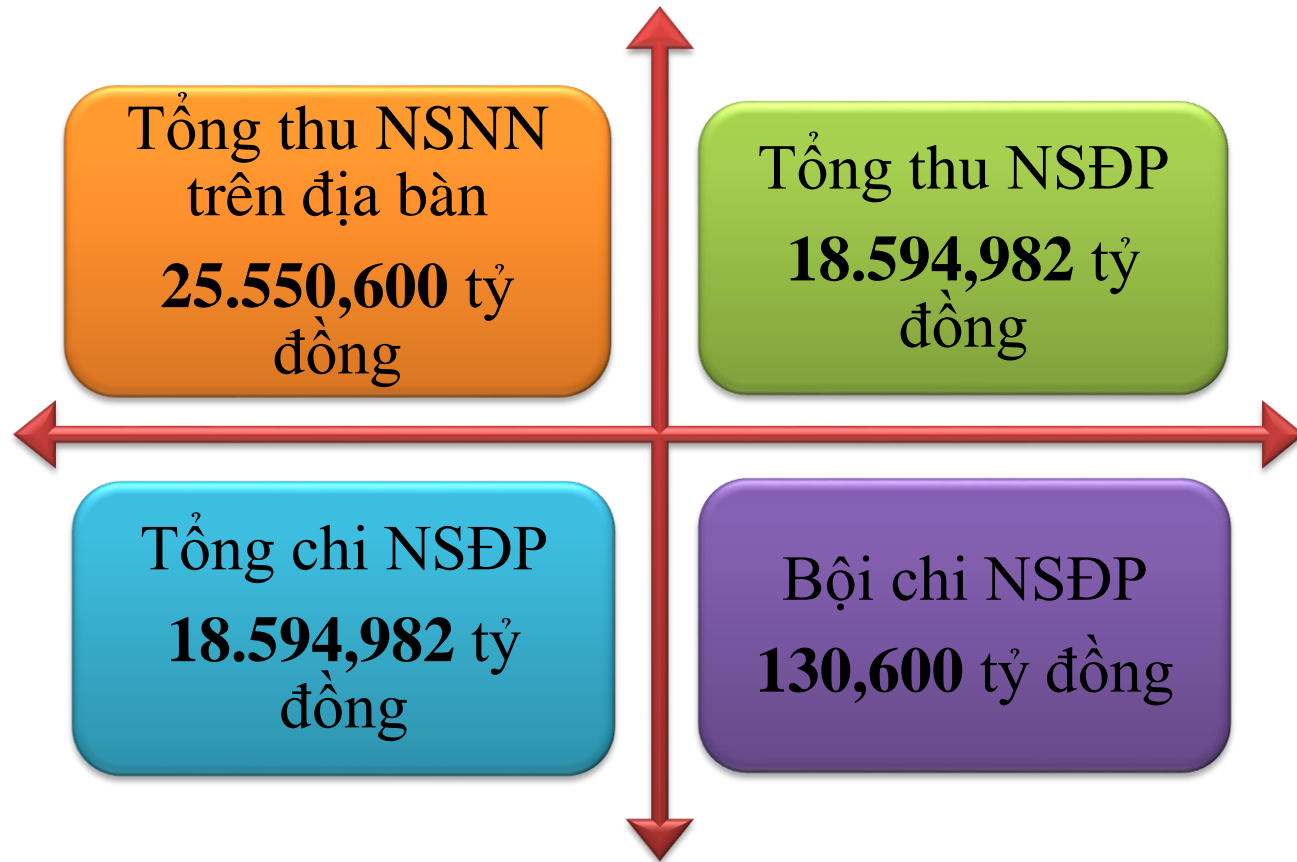 Tổng thu NSNN
trên địa bàn
25.550,600 tỷ
đồng
Tổng thu NSĐP
18.594,982 tỷ
đồng
Tổng chi NSĐP
18.594,982 tỷ
đồng
Bội chi NSĐP
130,600 tỷ đồng